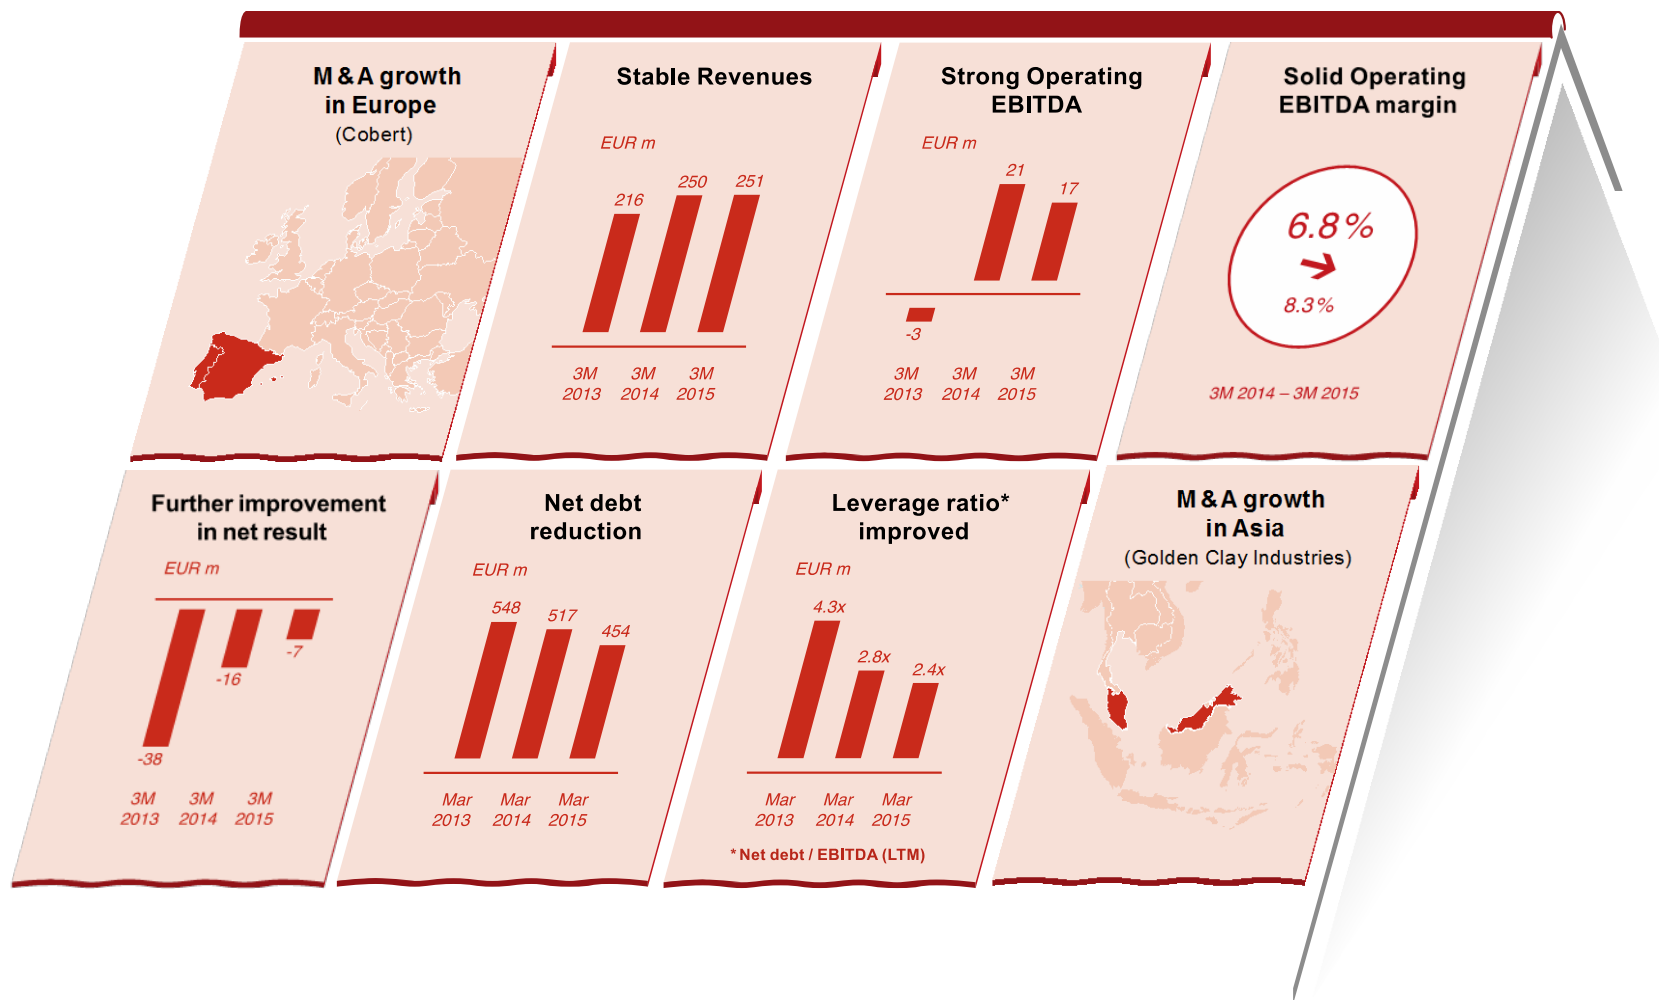 M & A growth
in Europe
(Cobert)
Stable Revenues
EUR m
216
250
251
3M 3M 3M
2013 2014 2015
Strong Operating
EBITDA
EUR m
21
17
-3
3M 3M 3M
2013 2014 2015
Solid Operating
EBITDA margin
6.8 %
8.3 %
3M 2014 – 3M 2015
Further improvement
in net result
EUR m
-7
-16
-38
3M 3M 3M
2013 2014 2015
Net debt
reduction
EUR m
548
517
454
Mar Mar Mar
2013 2014 2015
Leverage ratio*
improved
EUR m
4.3x
2.8x
2.4x
Mar Mar Mar
2013 2014 2015
* Net debt / EBITDA (LTM)
M & A growth
in Asia
(Golden Clay Industries)